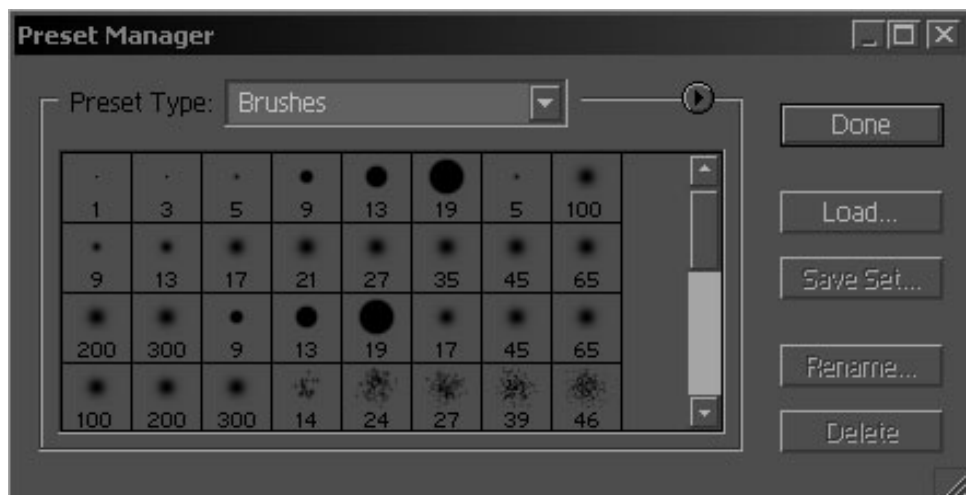 Preset Manager
Preset Type: Brushes
Done
1 3 5 9 13 19 5 100
Load...
9 13 17 21 27 35 45 65
Save Set...
200 300 9 13 19 17 45 65
Rename...
100 200 300 14 24 27 39 46
Delete